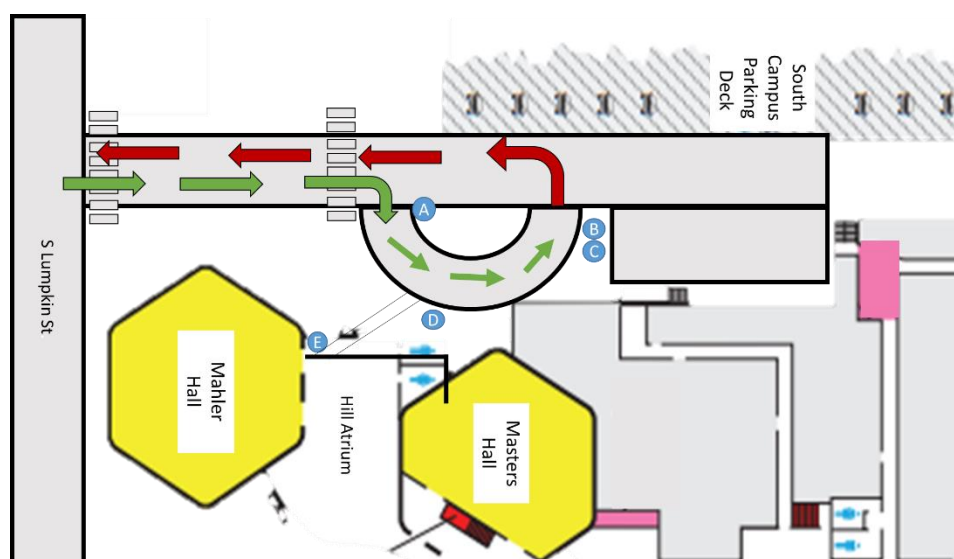 South
Campus
Parking
Deck
A
B
C
D
E
S Lumpkin St
Mahler
Hall
Hill Atrium
Masters
Hall